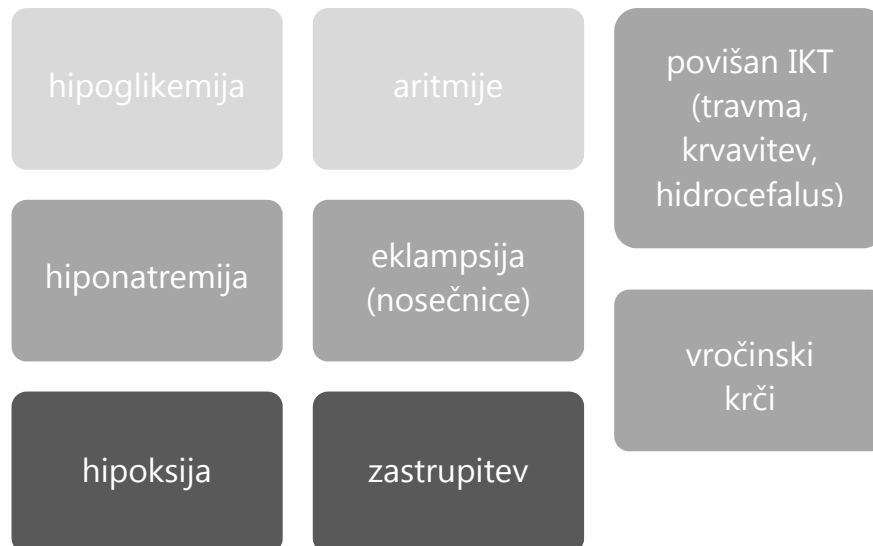 hipoglikemija
aritmije
povišan IKT
(travma,
krvavitev,
hidrocefalus)
hiponatremija
eklampsija
(nosečnice)
vročinski
krči
hipoksija
zastrupitev